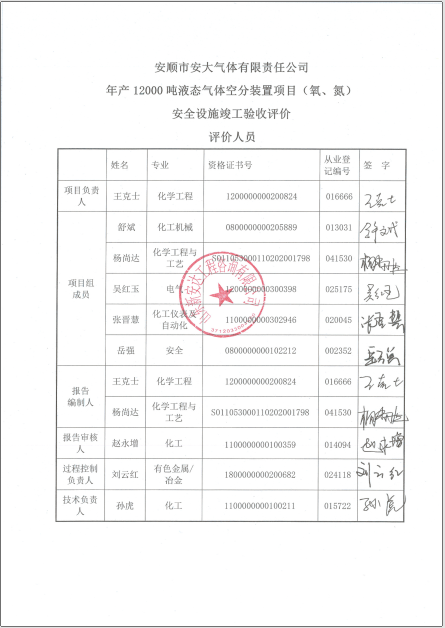 安顺市安大气体有限责任公司
年产 12000 吨液态气体空分装置项目（氧、氮）
安全设施竣工验收评价
评价人员
姓名 专业 资格证书号 从业登记编号 签 字
项目负责人 王克士 化学工程 1200000000200824 016666 王克士
项目组成员 舒斌 化工机械 0800000000205889 013031
杨尚达 化学工程与工艺 S011053000110202001798 041530 杨尚达
吴红玉 电气 1200000000300398 025175 吴红玉
张晋慧 化工仪表及自动化 1100000000302946 020045 张晋慧
岳强 安全 0800000000102212 002352 岳强
报告编制人 王克士 化学工程 1200000000200824 016666 王克士
杨尚达 化学工程与工艺 S011053000110202001798 041530 杨尚达
报告审核人 赵永增 化工 1100000000100359 014094 赵永增
过程控制负责人 刘云红 有色金属/冶金 1800000000200682 024118 刘云红
技术负责人 孙虎 化工 1100000000100211 015722 孙虎